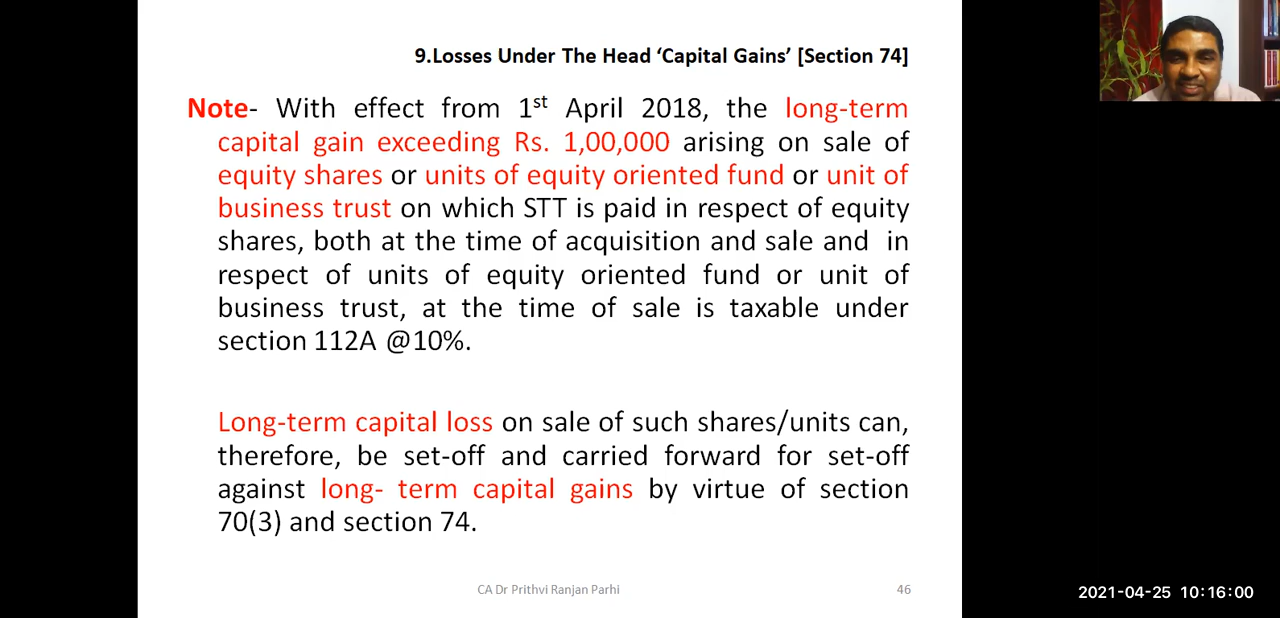 9.Losses Under The Head ‘Capital Gains’ [Section 74]
Note- With effect from 1st April 2018, the long-term
capital gain exceeding Rs. 1,00,000 arising on sale of
equity shares or units of equity oriented fund or unit of
business trust on which STT is paid in respect of equity
shares, both at the time of acquisition and sale and in
respect of units of equity oriented fund or unit of
business trust, at the time of sale is taxable under
section 112A @10%.
Long-term capital loss on sale of such shares/units can,
therefore, be set-off and carried forward for set-off
against long- term capital gains by virtue of section
70(3) and section 74.
CA Dr Prithvi Ranjan Parhi
46
2021-04-25 10:16:00